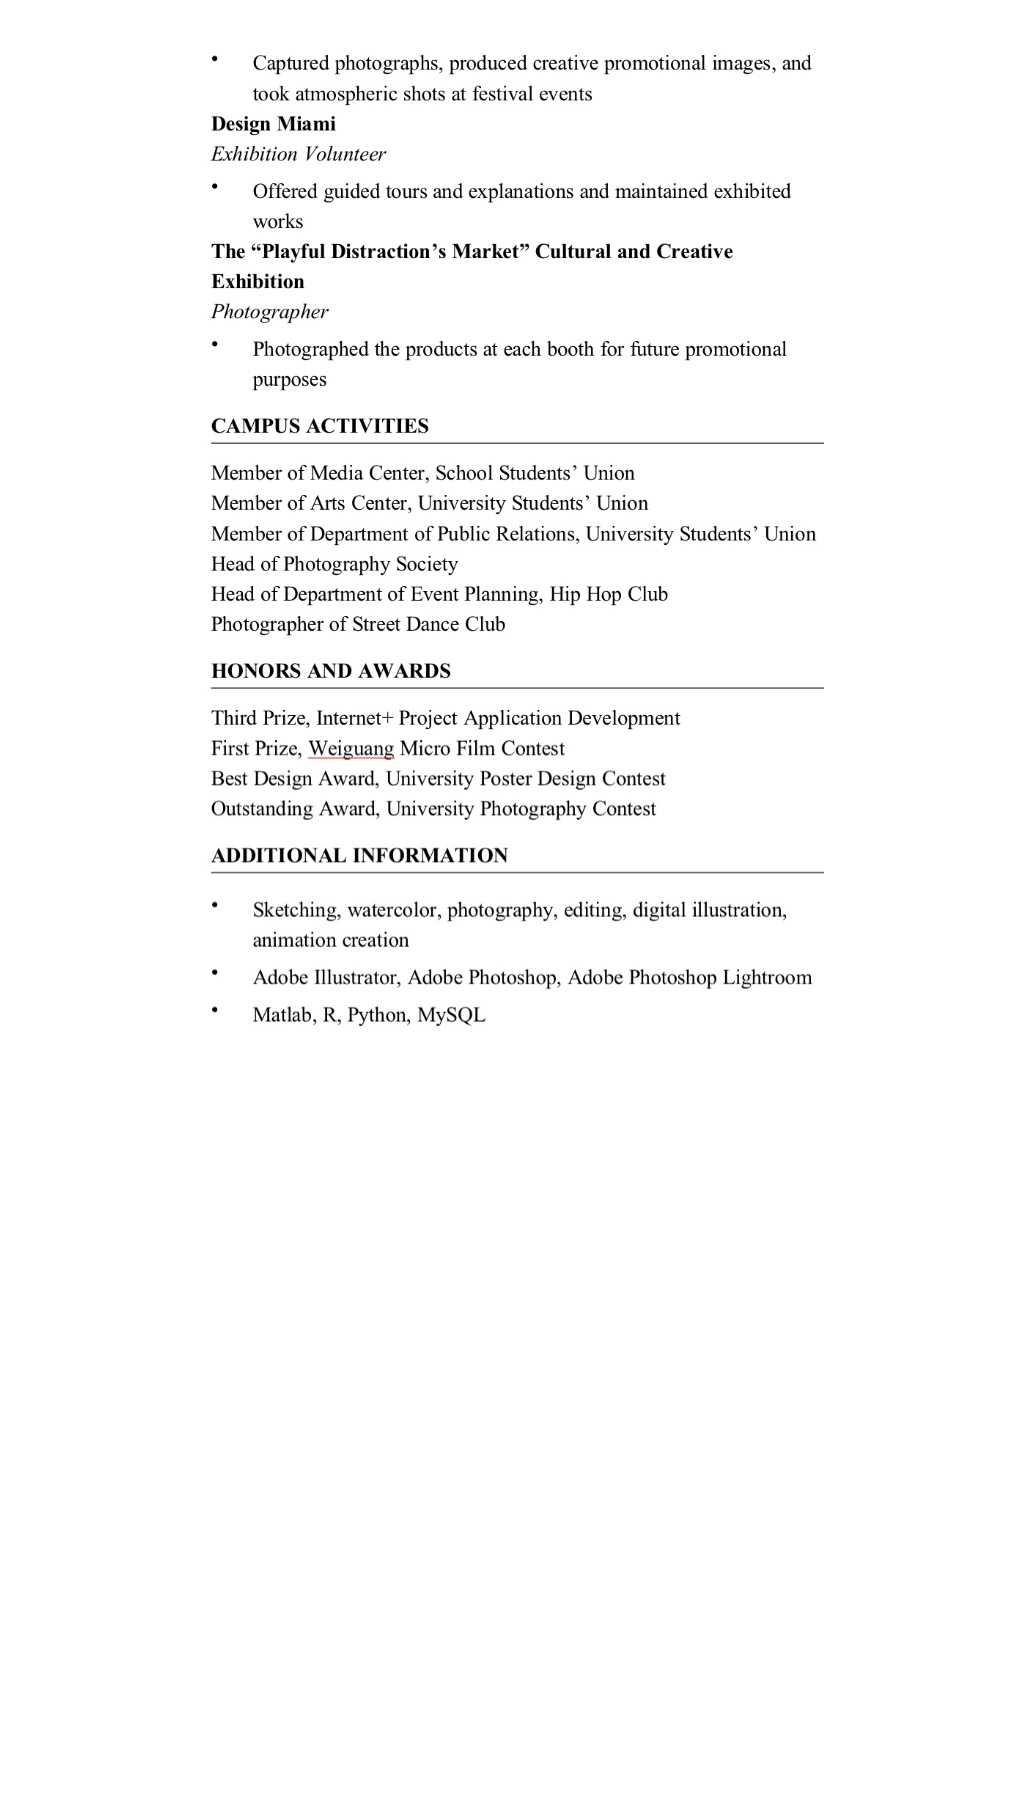 • Captured photographs, produced creative promotional images, and
took atmospheric shots at festival events
Design Miami
Exhibition Volunteer
• Offered guided tours and explanations and maintained exhibited
works
The “Playful Distraction’s Market” Cultural and Creative
Exhibition
Photographer
• Photographed the products at each booth for future promotional
purposes
CAMPUS ACTIVITIES
Member of Media Center, School Students’ Union
Member of Arts Center, University Students’ Union
Member of Department of Public Relations, University Students’ Union
Head of Photography Society
Head of Department of Event Planning, Hip Hop Club
Photographer of Street Dance Club
HONORS AND AWARDS
Third Prize, Internet+ Project Application Development
First Prize, Weiguang Micro Film Contest
Best Design Award, University Poster Design Contest
Outstanding Award, University Photography Contest
ADDITIONAL INFORMATION
• Sketching, watercolor, photography, editing, digital illustration,
animation creation
• Adobe Illustrator, Adobe Photoshop, Adobe Photoshop Lightroom
• Matlab, R, Python, MySQL